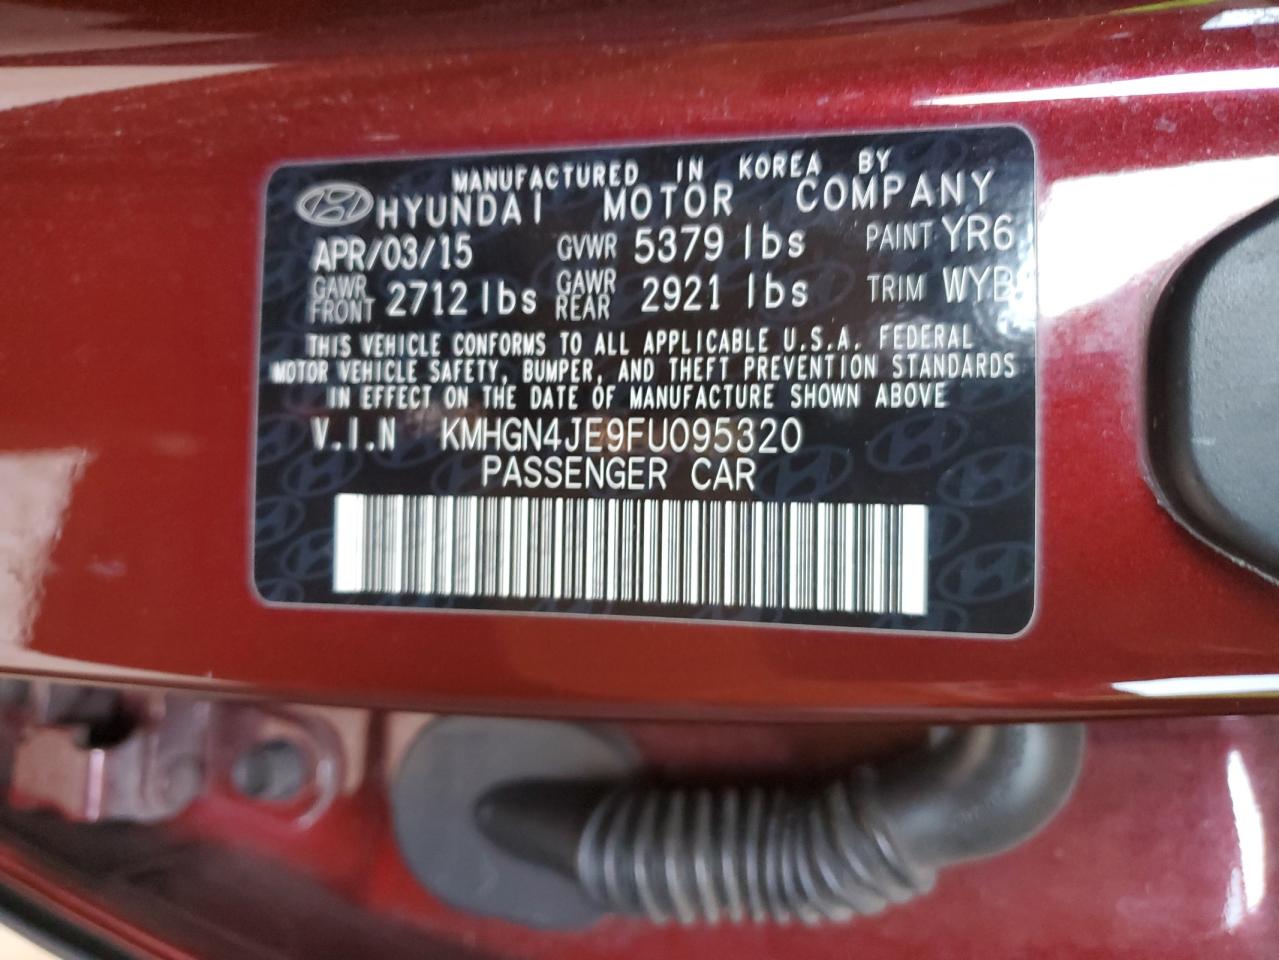 MANUFACTURED IN KOREA BY
HYUNDAI MOTOR COMPANY
APR/03/15 GVWR 5379 lbs PAINT YR6
GAWR FRONT 2712 lbs GAWR REAR 2921 lbs TRIM WYB
THIS VEHICLE CONFORMS TO ALL APPLICABLE U.S.A. FEDERAL
MOTOR VEHICLE SAFETY, BUMPER, AND THEFT PREVENTION STANDARDS
IN EFFECT ON THE DATE OF MANUFACTURE SHOWN ABOVE
V.I.N KMHGN4JE9FU095320
PASSENGER CAR